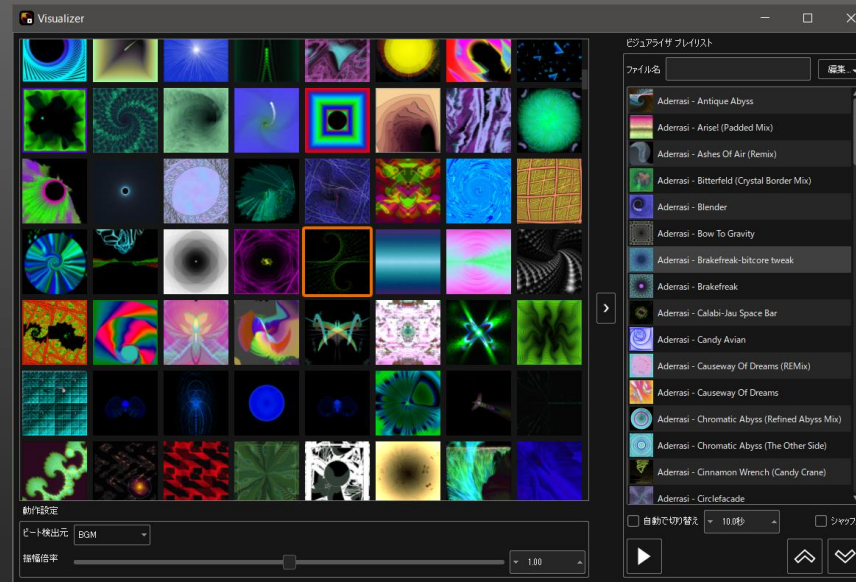 Visualizer
ビジュアライザ プレイリスト
ファイル名
編集...
Aderrasi - Antique Abyss
Aderrasi - Arise! (Padded Mix)
Aderrasi - Ashes Of Air (Remix)
Aderrasi - Bitterfeld (Crystal Border Mix)
Aderrasi - Blender
Aderrasi - Bow To Gravity
Aderrasi - Brakefreak-bitcore tweak
Aderrasi - Brakefreak
Aderrasi - Calabi-Jau Space Bar
Aderrasi - Candy Avian
Aderrasi - Causeway Of Dreams (REMix)
Aderrasi - Causeway Of Dreams
Aderrasi - Chromatic Abyss (Refined Abyss Mix)
Aderrasi - Chromatic Abyss (The Other Side)
Aderrasi - Cinnamon Wrench (Candy Crane)
Aderrasi - Circlefacade
動作設定
ビート検出元 BGM
振幅倍率 1.00
自動で切り替え 10.0秒 シャッフ